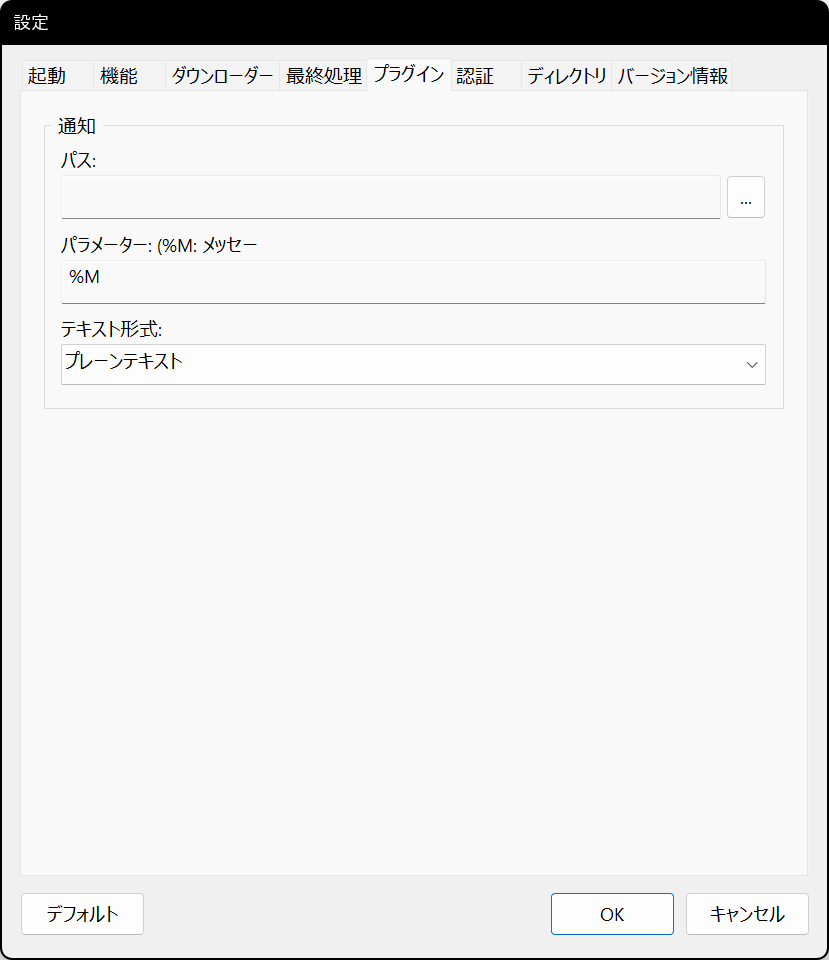 設定
起動 機能 ダウンローダー 最終処理 プラグイン 認証 ディレクトリ バージョン情報
通知
パス:
...
パラメーター: (%M: メッセー
%M
テキスト形式:
プレーンテキスト
デフォルト OK キャンセル